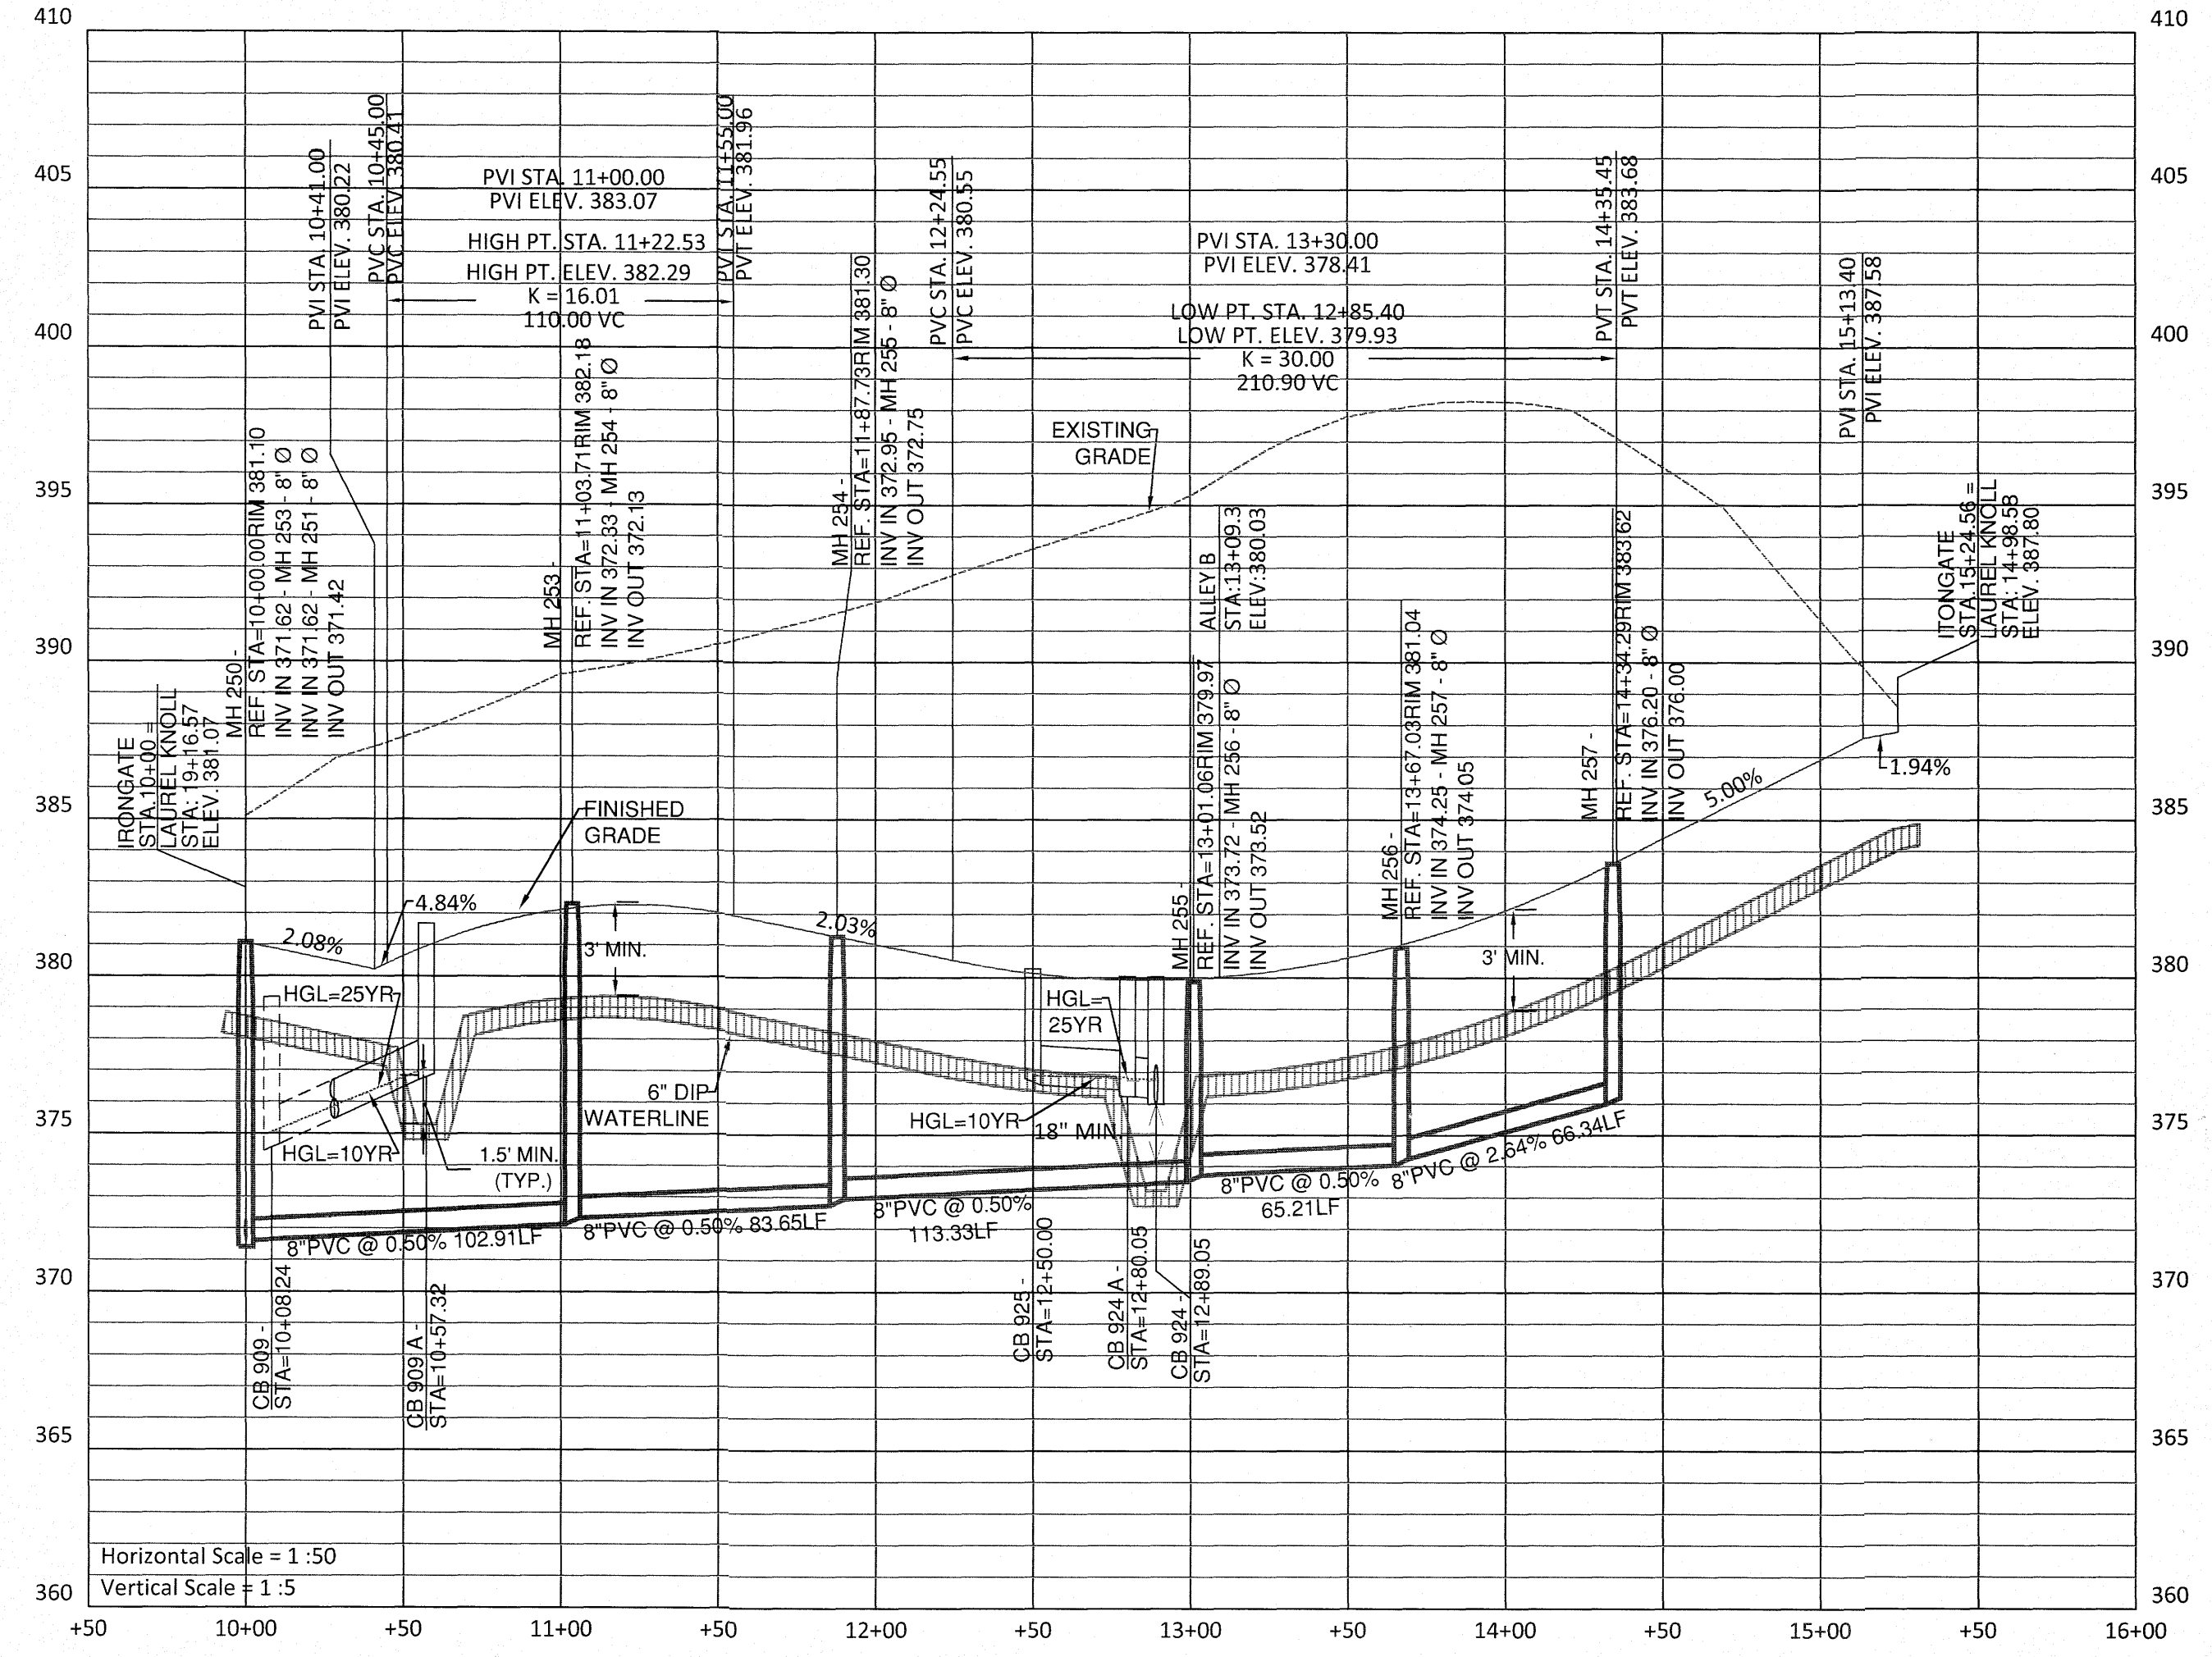 410
410
405
405
400
400
395
395
390
390
385
385
380
380
375
375
370
370
365
365
360
360
PVI STA. 10+41.00
PVI ELEV. 380.22
PVC STA. 10+45.00
PVC ELEV. 380.41
PVI STA. 11+00.00
PVI ELEV. 383.07
HIGH PT. STA. 11+22.53
HIGH PT. ELEV. 382.29
K = 16.01
110.00 VC
PVI STA. 11+55.00
PVT ELEV. 381.96
PVC STA. 12+24.55
PVC ELEV. 380.55
PVI STA. 13+30.00
PVI ELEV. 378.41
LOW PT. STA. 12+85.40
LOW PT. ELEV. 379.93
K = 30.00
210.90 VC
PVT STA. 14+35.45
PVT ELEV. 383.68
PVI STA. 15+13.40
PVI ELEV. 387.58
IRONGATE
STA.10+00 =
LAUREL KNOLL
STA: 19+16.57
ELEV. 381.07
MH 250 -
REF. STA=10+00.00RIM 381.10
INV IN 371.62 - MH 253 - 8" Ø
INV IN 371.62 - MH 251 - 8" Ø
INV OUT 371.42
MH 253 -
REF. STA=11+03.71RIM 382.18
INV IN 372.33 - MH 254 - 8" Ø
INV OUT 372.13
MH 254 -
REF. STA=11+87.73RIM 381.30
INV IN 372.95 - MH 255 - 8" Ø
INV OUT 372.75
EXISTING
GRADE
ALLEY B
STA:13+09.3
ELEV:380.03
MH 255 -
REF. STA=13+01.06RIM 379.97
INV IN 373.72 - MH 256 - 8" Ø
INV OUT 373.52
MH 256 -
REF. STA=13+67.03RIM 381.04
INV IN 374.25 - MH 257 - 8" Ø
INV OUT 374.05
MH 257 -
REF. STA=14+34.29RIM 383.62
INV IN 376.20 - 8" Ø
INV OUT 376.00
ITONGATE
STA.15+24.56 =
LAUREL KNOLL
STA: 14+98.58
ELEV. 387.80
5.00%
1.94%
FINISHED
GRADE
4.84%
2.08%
2.03%
3' MIN.
3' MIN.
HGL=25YR
HGL=10YR
1.5' MIN.
(TYP.)
6" DIP
WATERLINE
HGL=
25YR
HGL=10YR
18" MIN
8"PVC @ 0.50% 102.91LF
8"PVC @ 0.50% 83.65LF
8"PVC @ 0.50%
113.33LF
8"PVC @ 0.50%
65.21LF
8"PVC @ 2.64% 66.34LF
CB 909 -
STA=10+08.24
CB 909 A -
STA=10+57.32
CB 925 -
STA=12+50.00
CB 924 A -
STA=12+80.05
CB 924 -
STA=12+89.05
Horizontal Scale = 1 :50
Vertical Scale = 1 :5
+50
10+00
+50
11+00
+50
12+00
+50
13+00
+50
14+00
+50
15+00
+50
16+00